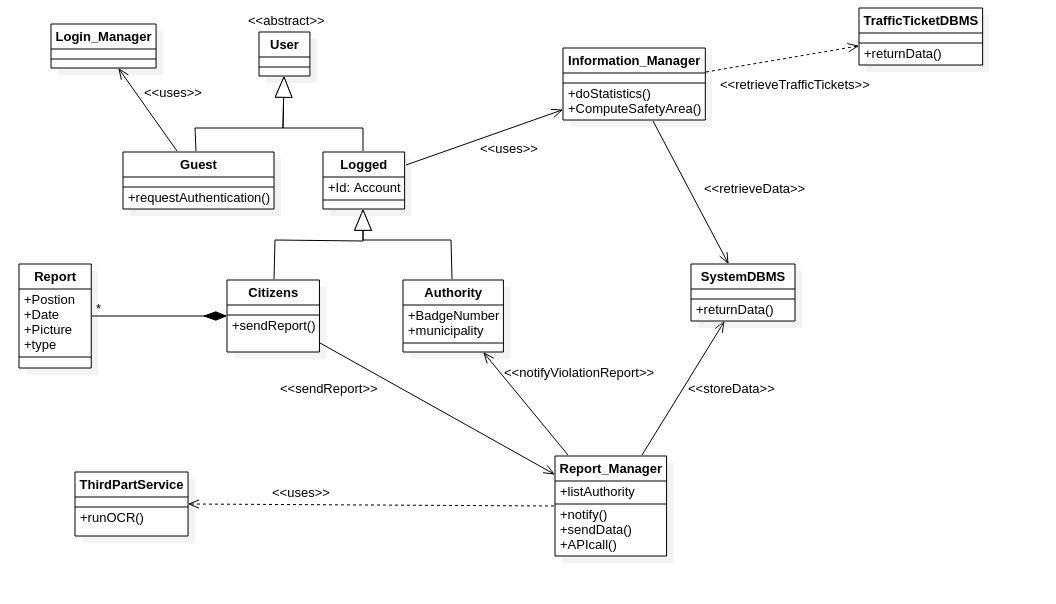 <<abstract>>
User
Login_Manager
<<uses>>
TrafficTicketDBMS
+returnData()
Information_Manager
+doStatistics()
+ComputeSafetyArea()
<<retrieveTrafficTickets>>
Guest
+requestAuthentication()
Logged
+Id: Account
<<uses>>
<<retrieveData>>
Report
+Postion
+Date
+Picture
+type
*
Citizens
+sendReport()
Authority
+BadgeNumber
+municipality
SystemDBMS
+returnData()
<<sendReport>>
<<notifyViolationReport>>
<<storeData>>
ThirdPartService
+runOCR()
<<uses>>
Report_Manager
+listAuthority
+notify()
+sendData()
+APIcall()